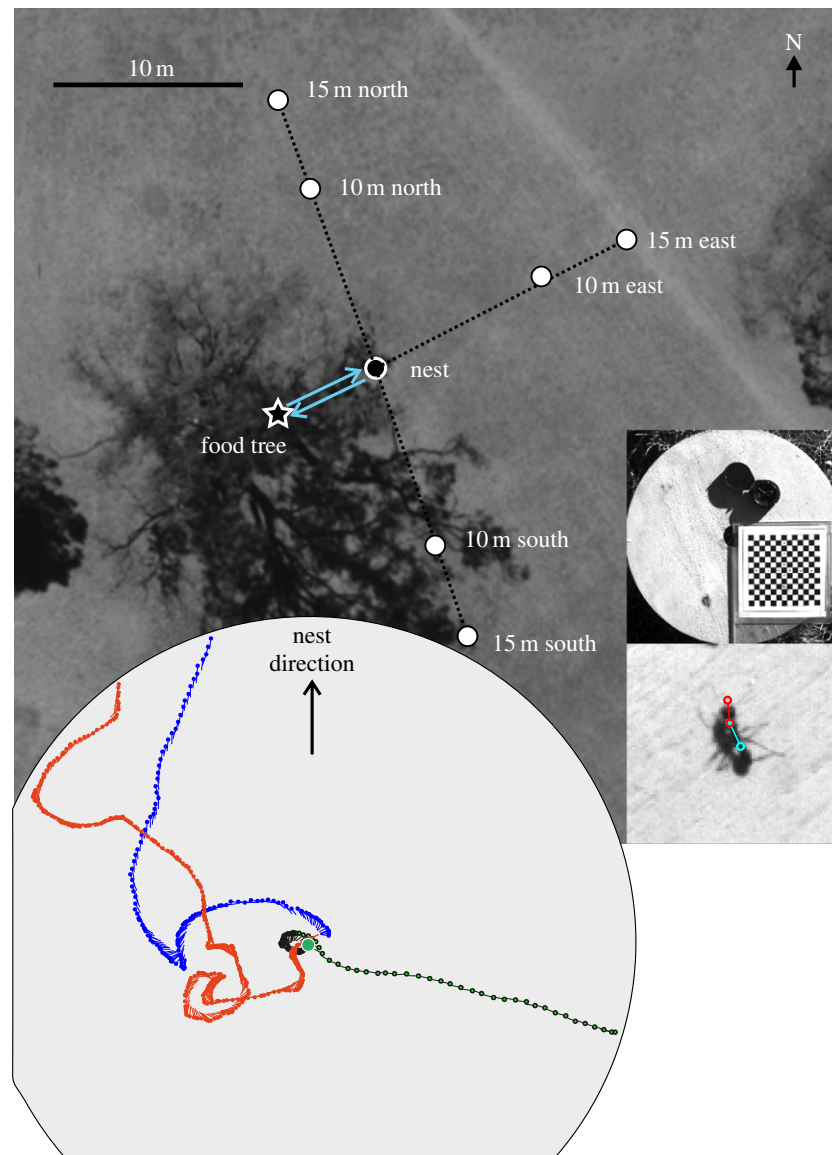 N
10 m
15 m north
10 m north
15 m east
10 m east
nest
food tree
10 m south
15 m south
nest
direction